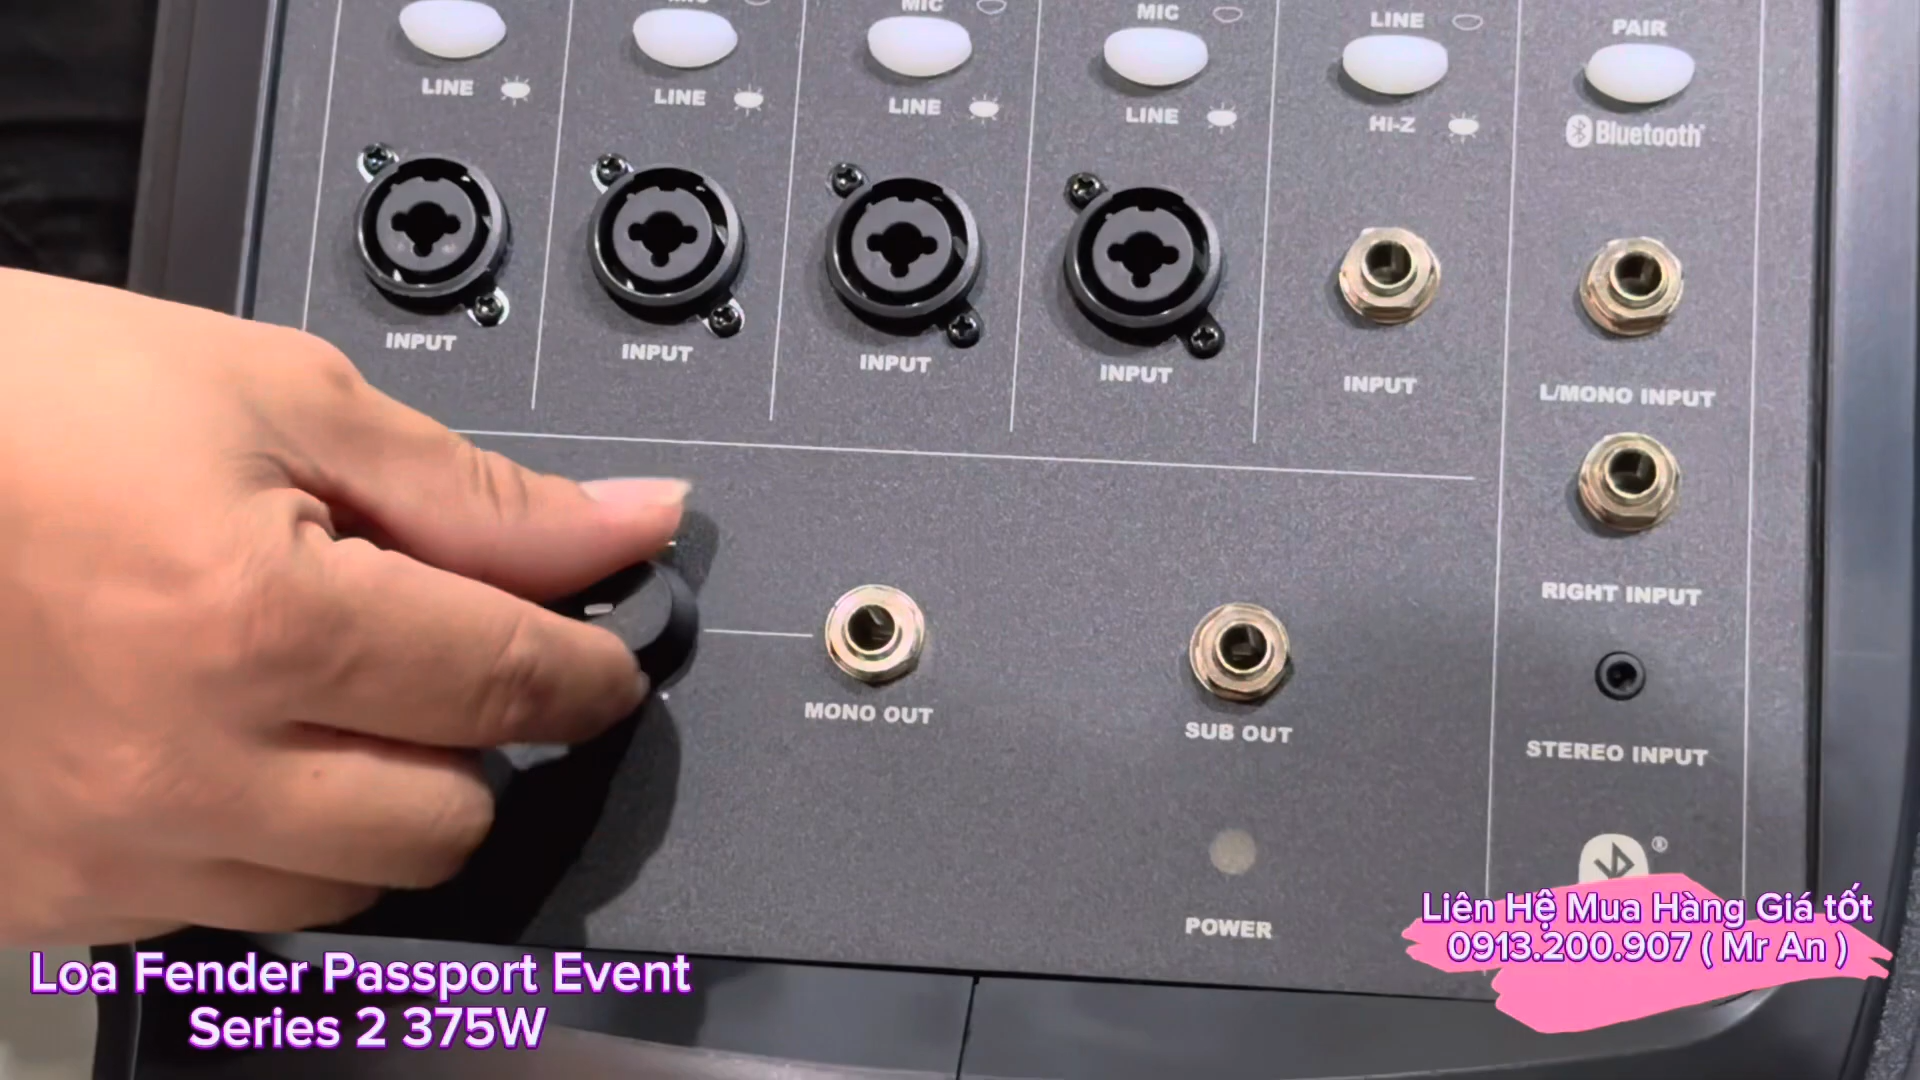 MIC
MIC
MIC
LINE
PAIR
LINE
LINE
LINE
LINE
HI-Z
Bluetooth®
INPUT
INPUT
INPUT
INPUT
INPUT
L/MONO INPUT
RIGHT INPUT
MONO OUT
SUB OUT
STEREO INPUT
®
POWER
Liên Hệ Mua Hàng Giá tốt
0913.200.907 ( Mr An )
Loa Fender Passport Event
Series 2 375W